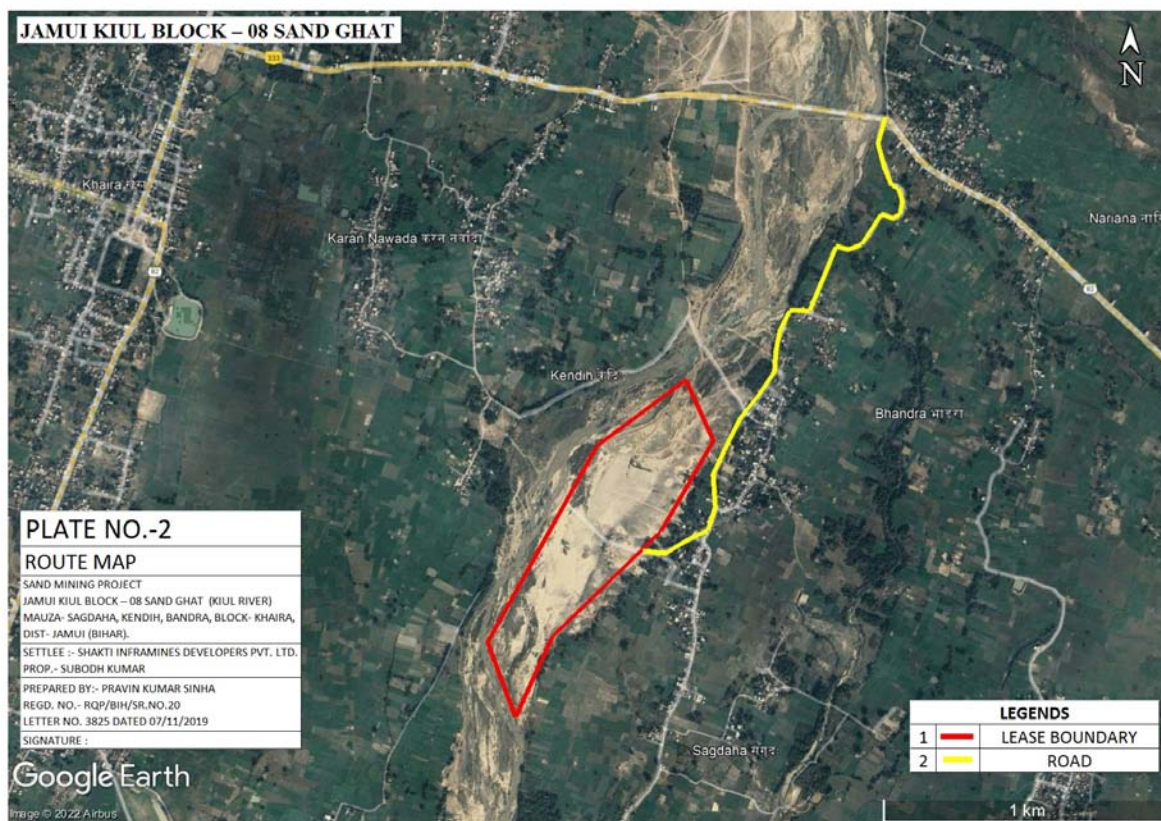 JAMUI KIUL BLOCK – 08 SAND GHAT
N
333
Khaira
Karan Nawada करन नवादा
Nariana
82
82
Kendih
Bhandra
Sagdaha
PLATE NO.-2
ROUTE MAP
SAND MINING PROJECT
JAMUI KIUL BLOCK – 08 SAND GHAT (KIUL RIVER)
MAUZA- SAGDAHA, KENDIH, BANDRA, BLOCK- KHAIRA,
DIST- JAMUI (BIHAR).
SETTLEE :- SHAKTI INFRAMINES DEVELOPERS PVT. LTD.
PROP.- SUBODH KUMAR
PREPARED BY:- PRAVIN KUMAR SINHA
REGD. NO.- RQP/BIH/SR.NO.20
LETTER NO. 3825 DATED 07/11/2019
SIGNATURE :
LEGENDS
1 LEASE BOUNDARY
2 ROAD
Google Earth
Image © 2022 Airbus
1 km